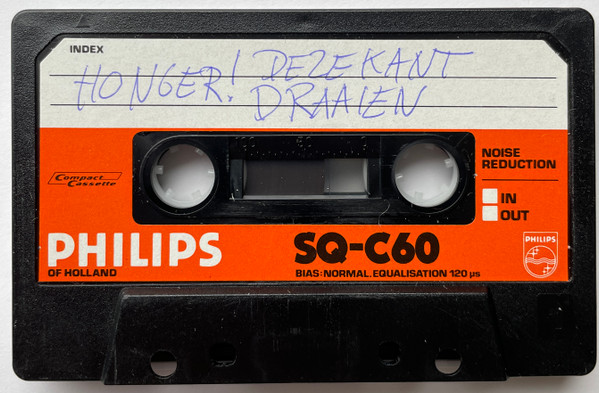 INDEX
HONGER! DEZE KANT
DRAAIEN
Compact
Cassette
NOISE
REDUCTION
IN
OUT
PHILIPS
OF HOLLAND
SQ-C60
BIAS: NORMAL. EQUALISATION 120 µs
PHILIPS